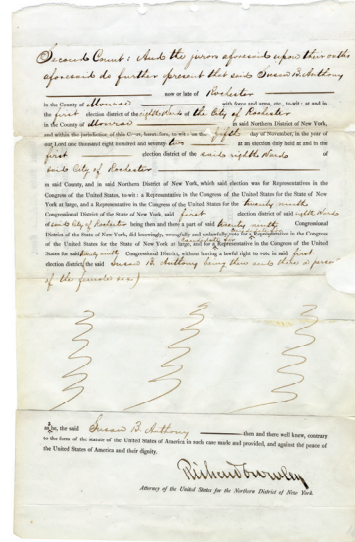 Second Count: And the jurors aforesaid upon their oaths
aforesaid do further present that said Susan B. Anthony
now or late of Rochester
in the County of Monroe with force and arms, etc., to-wit: at and in
the first election district of the eighth Ward of the City of Rochester
in the County of Monroe in said Northern District of New York,
and within the jurisdiction of this Court, heretofore, to-wit: on the fifth day of November, in the year of
our Lord one thousand eight hundred and seventy-two at an election duly held at and in the
first election district of the said eighth Ward of
said City of Rochester
in said County, and in said Northern District of New York, which said election was for Representatives in the
Congress of the United States, to-wit: a Representative in the Congress of the United States for the State of New
York at large, and a Representative in the Congress of the United States for the twenty ninth
Congressional District of the State of New York, said first election district of said eighth Ward
of said City of Rochester being then and there a part of said twenty ninth Congressional
District of the State of New York, did knowingly, wrongfully and unlawfully vote for a Representative in the Congress
candidate for
of the United States for the State of New York at large, and for a Representative in the Congress of the United
States for said twenty ninth Congressional District, without having a lawful right to vote in said first
election district, the said Susan B. Anthony being then and there a person
of the female sex)
as she, the said Susan B. Anthony then and there well knew, contrary
to the form of the statute of the United States of America in such case made and provided, and against the peace of
the United States of America and their dignity.
Richard Crowley
Attorney of the United States for the Northern District of New York.